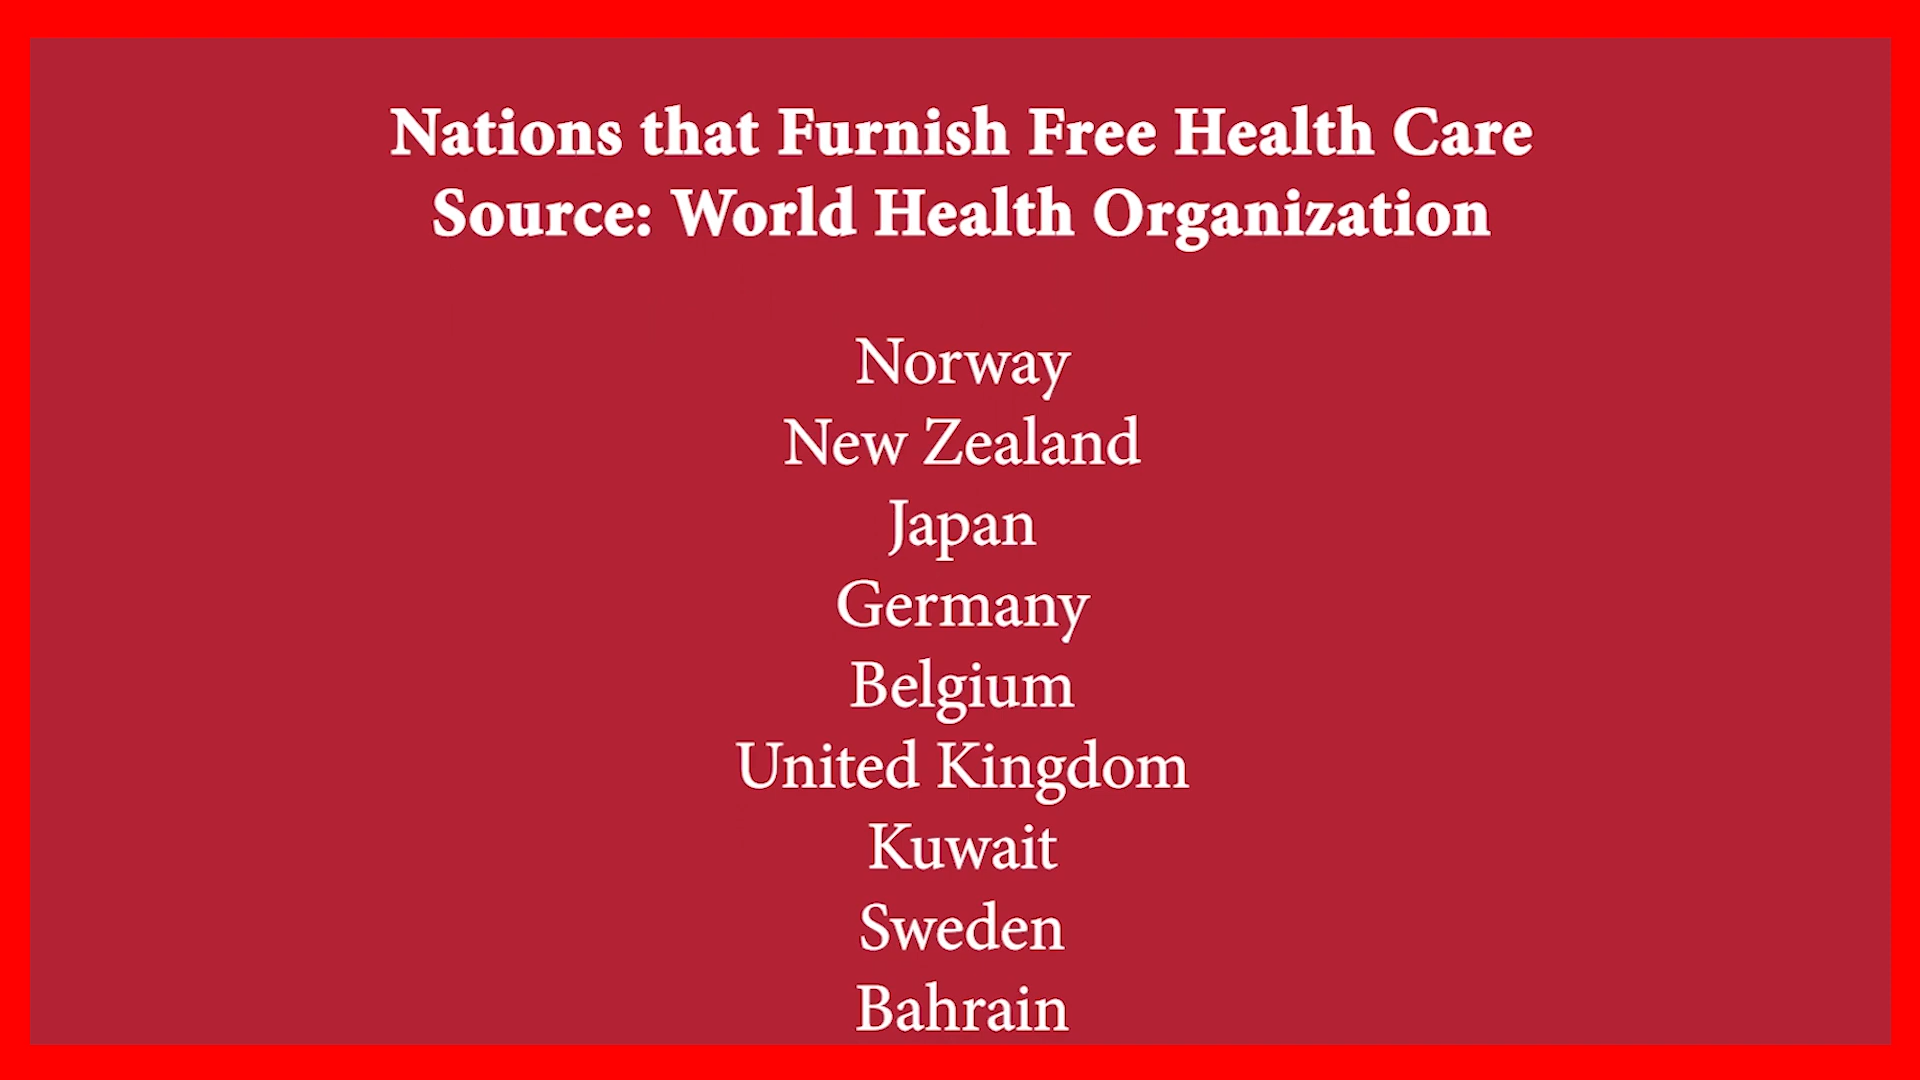 Nations that Furnish Free Health Care
Source: World Health Organization
Norway
New Zealand
Japan
Germany
Belgium
United Kingdom
Kuwait
Sweden
Bahrain